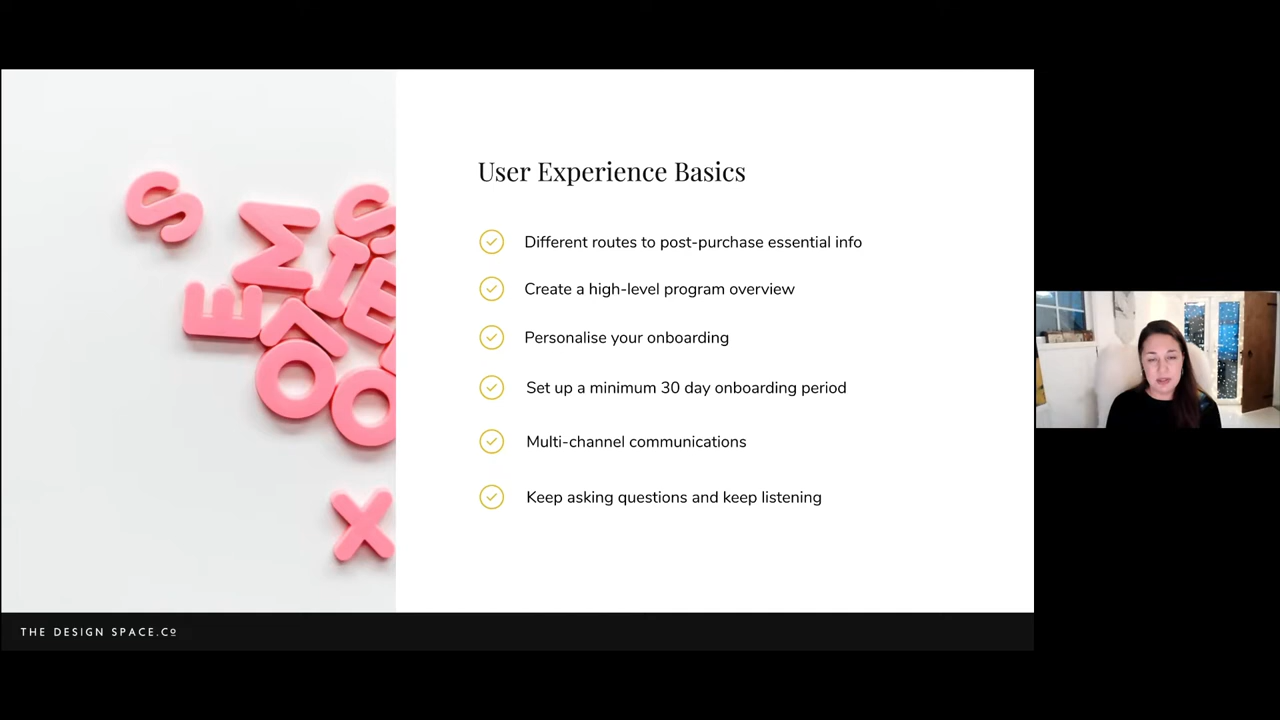 User Experience Basics
Different routes to post-purchase essential info
Create a high-level program overview
Personalise your onboarding
Set up a minimum 30 day onboarding period
Multi-channel communications
Keep asking questions and keep listening
S
M
S
I
E
E
L
O
O
X
THE DESIGN SPACE.Cº